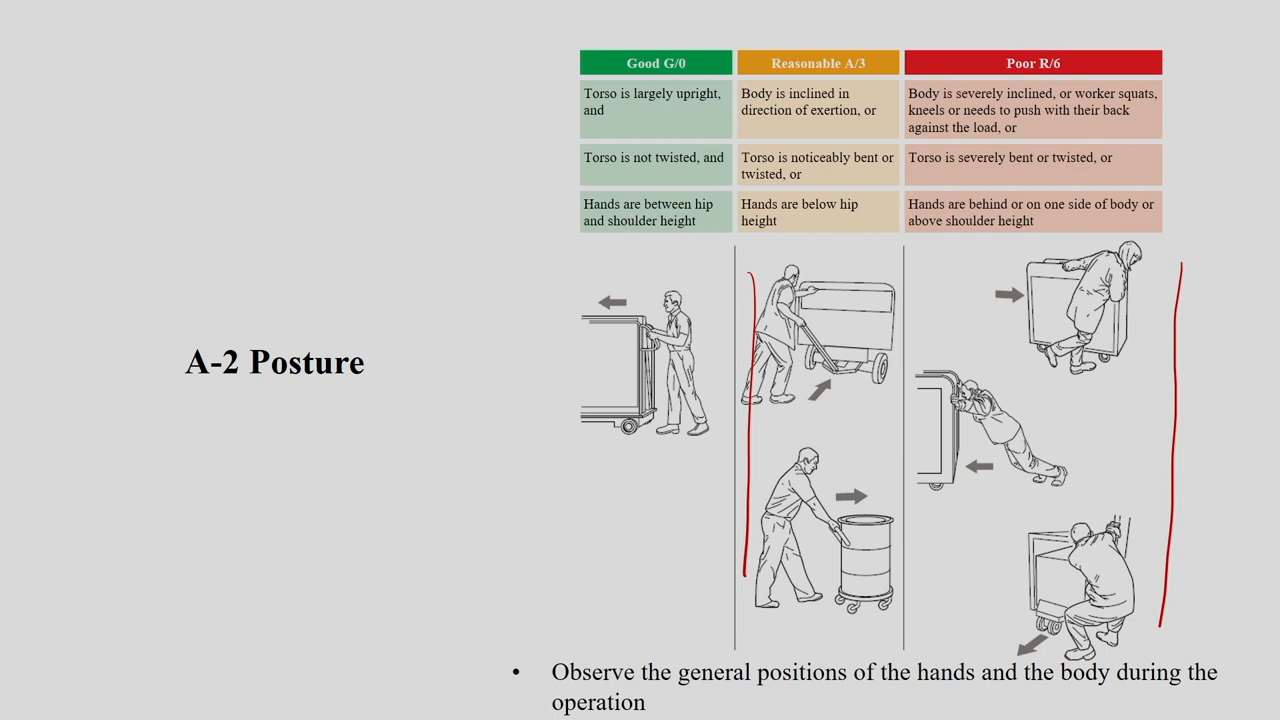 Good G/0
Reasonable A/3
Poor R/6
Torso is largely upright,
and
Body is inclined in
direction of exertion, or
Body is severely inclined, or worker squats,
kneels or needs to push with their back
against the load, or
Torso is not twisted, and
Torso is noticeably bent or
twisted, or
Torso is severely bent or twisted, or
Hands are between hip
and shoulder height
Hands are below hip
height
Hands are behind or on one side of body or
above shoulder height
A-2 Posture
• Observe the general positions of the hands and the body during the
operation